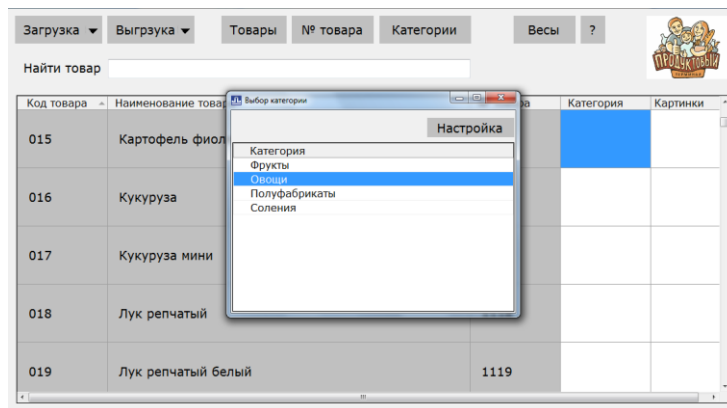 Загрузка Выгрзука Товары № товара Категории Весы ?
ПРОДУКТОВЫЙ
Найти товар
Код товара Наименование товар Категория Картинки
Выбор категории
Настройка
Категория
Фрукты
Овощи
Полуфабрикаты
Соления
015 Картофель фиол
016 Кукуруза
017 Кукуруза мини
018 Лук репчатый
019 Лук репчатый белый 1119